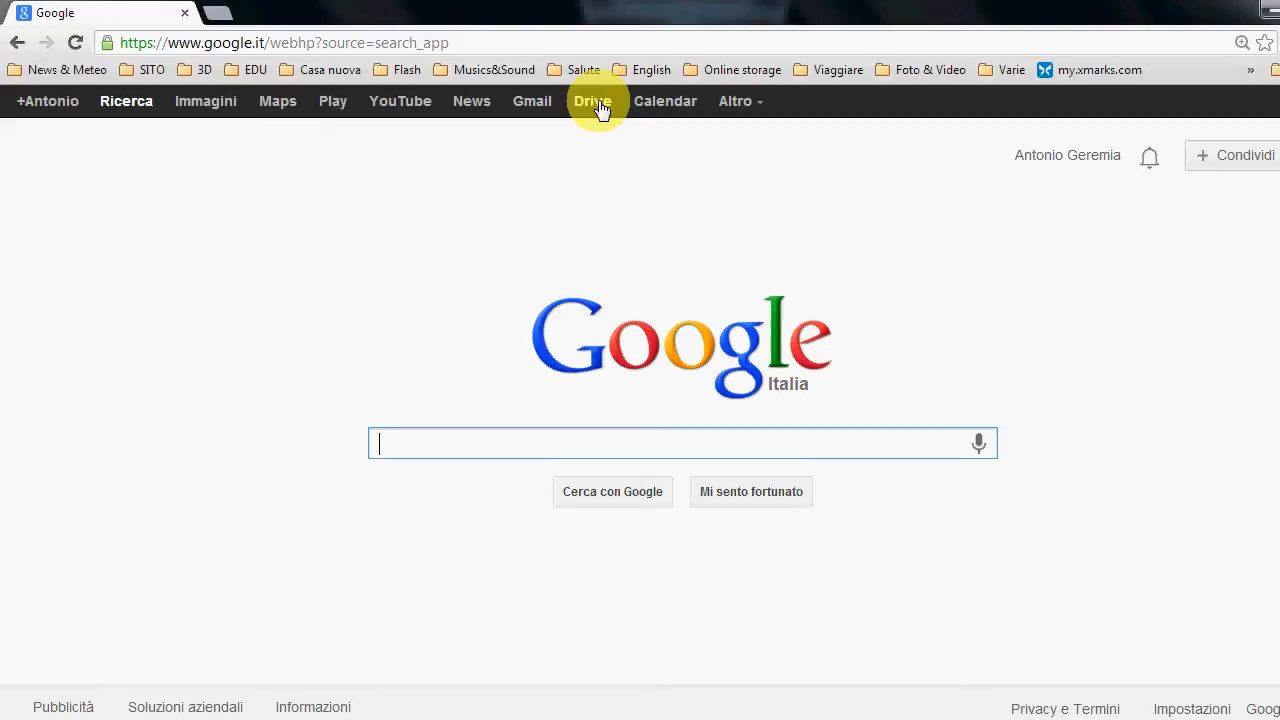 Google
https://www.google.it/webhp?source=search_app
News & Meteo SITO 3D EDU Casa nuova Flash Musics&Sound Salute English Online storage Viaggiare Foto & Video Varie my.xmarks.com »
+Antonio Ricerca Immagini Maps Play YouTube News Gmail Drive Calendar Altro
Antonio Geremia + Condividi
Google
Italia
Cerca con Google Mi sento fortunato
Pubblicità Soluzioni aziendali Informazioni Privacy e Termini Impostazioni Goog